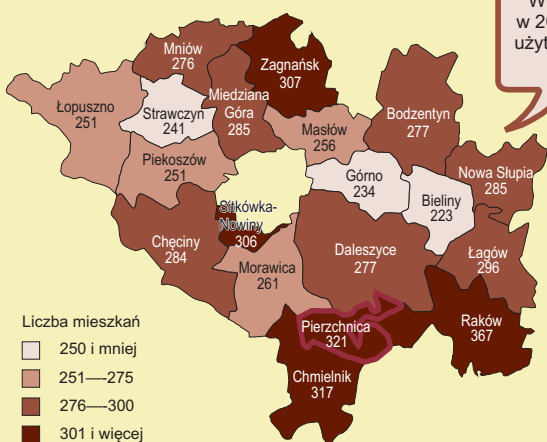 W
w 20
użyt
Mniów
276
Zagnańsk
307
Łopuszno
251
Strawczyn
241
Miedziana
Góra
285
Masłów
256
Bodzentyn
277
Piekoszów
251
Górno
234
Nowa Słupia
285
Bieliny
223
Sitkówka-
Nowiny
306
Chęciny
284
Daleszyce
277
Łagów
296
Morawica
261
Pierzchnica
321
Raków
367
Chmielnik
317
Liczba mieszkań
250 i mniej
251—-275
276—-300
301 i więcej